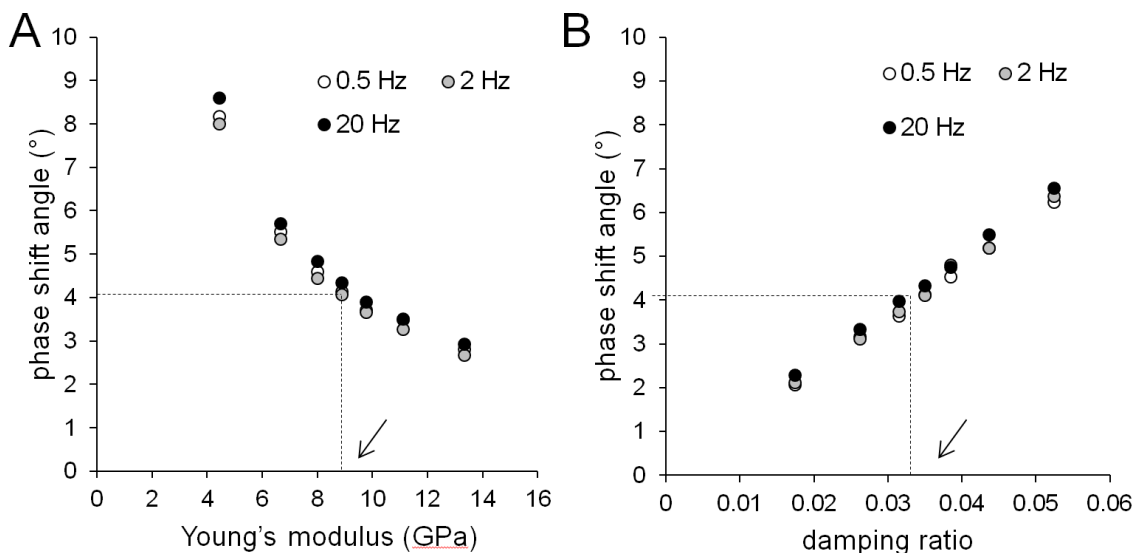 A
10
9
8
7
6
5
4
3
2
1
0
phase shift angle (°)
0.5 Hz 2 Hz
20 Hz
0 2 4 6 8 10 12 14 16
Young's modulus (GPa)
B
10
9
8
7
6
5
4
3
2
1
0
phase shift angle (°)
0.5 Hz 2 Hz
20 Hz
0 0.01 0.02 0.03 0.04 0.05 0.06
damping ratio